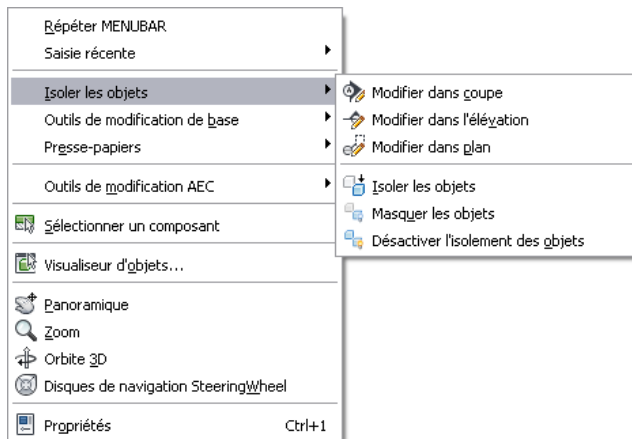 Répéter MENUBAR
Saisie récente
Isoler les objets
Outils de modification de base
Presse-papiers
Outils de modification AEC
Sélectionner un composant
Visualiseur d'objets...
Panoramique
Zoom
Orbite 3D
Disques de navigation SteeringWheel
Propriétés Ctrl+1
Modifier dans coupe
Modifier dans l'élévation
Modifier dans plan
Isoler les objets
Masquer les objets
Désactiver l'isolement des objets